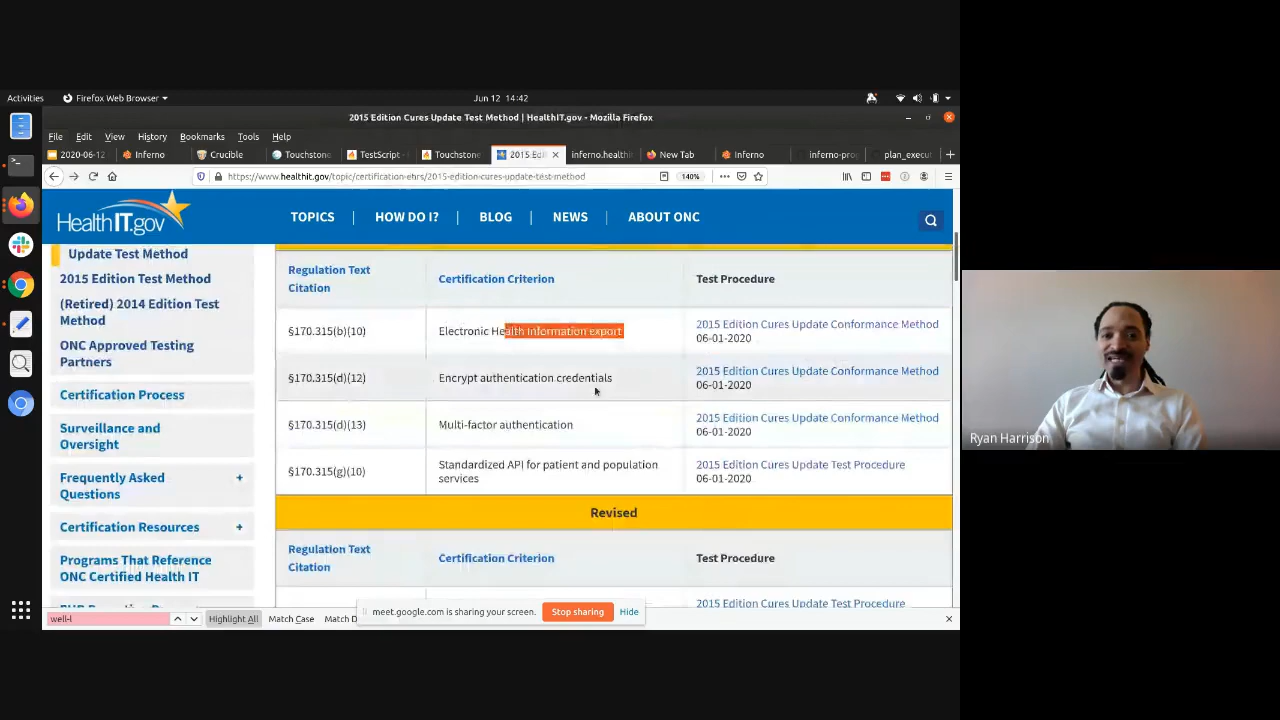 Activities
Firefox Web Browser
Jun 12 14:42
2015 Edition Cures Update Test Method | HealthIT.gov - Mozilla Firefox
File Edit View History Bookmarks Tools Help
2020-06-12 Inferno Crucible Touchstone TestScript Touchstone 2015 Edi inferno.healthi New Tab Inferno inferno-pro plan_execu
https://www.healthit.gov/topic/certification-ehrs/2015-edition-cures-update-test-method 140%
HealthIT.gov
TOPICS | HOW DO I? | BLOG | NEWS | ABOUT ONC
Update Test Method
2015 Edition Test Method
(Retired) 2014 Edition Test
Method
ONC Approved Testing
Partners
Certification Process
Surveillance and
Oversight
Frequently Asked
Questions +
Certification Resources +
Programs That Reference
ONC Certified Health IT
Regulation Text
Citation
Certification Criterion
Test Procedure
§170.315(b)(10)
Electronic Health Information export
2015 Edition Cures Update Conformance Method
06-01-2020
§170.315(d)(12)
Encrypt authentication credentials
2015 Edition Cures Update Conformance Method
06-01-2020
§170.315(d)(13)
Multi-factor authentication
2015 Edition Cures Update Conformance Method
06-01-2020
§170.315(g)(10)
Standardized API for patient and population
services
2015 Edition Cures Update Test Procedure
06-01-2020
Revised
Regulation Text
Citation
Certification Criterion
Test Procedure
2015 Edition Cures Update Test Procedure
meet.google.com is sharing your screen. Stop sharing Hide
well-l Highlight All Match Case Match D
Ryan Harrison